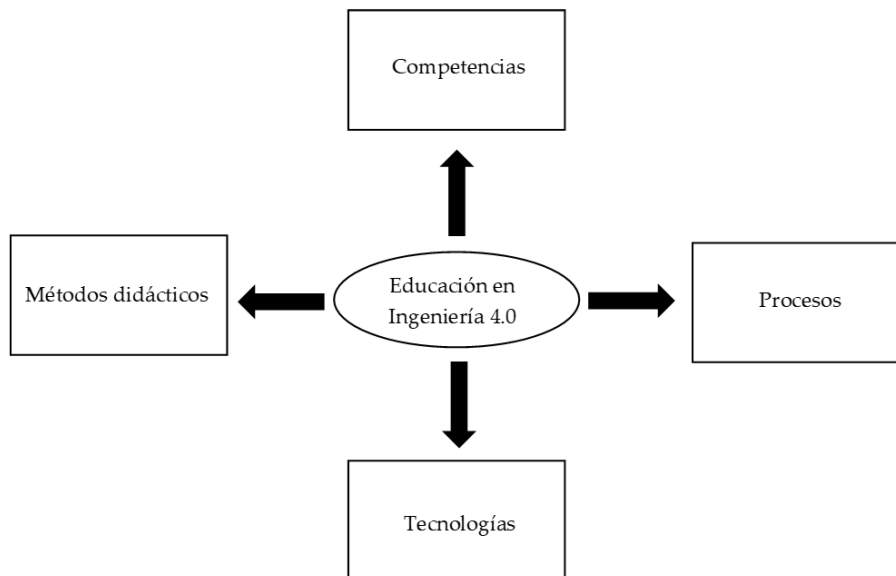 Competencias
Métodos didácticos
Educación en
Ingeniería 4.0
Procesos
Tecnologías